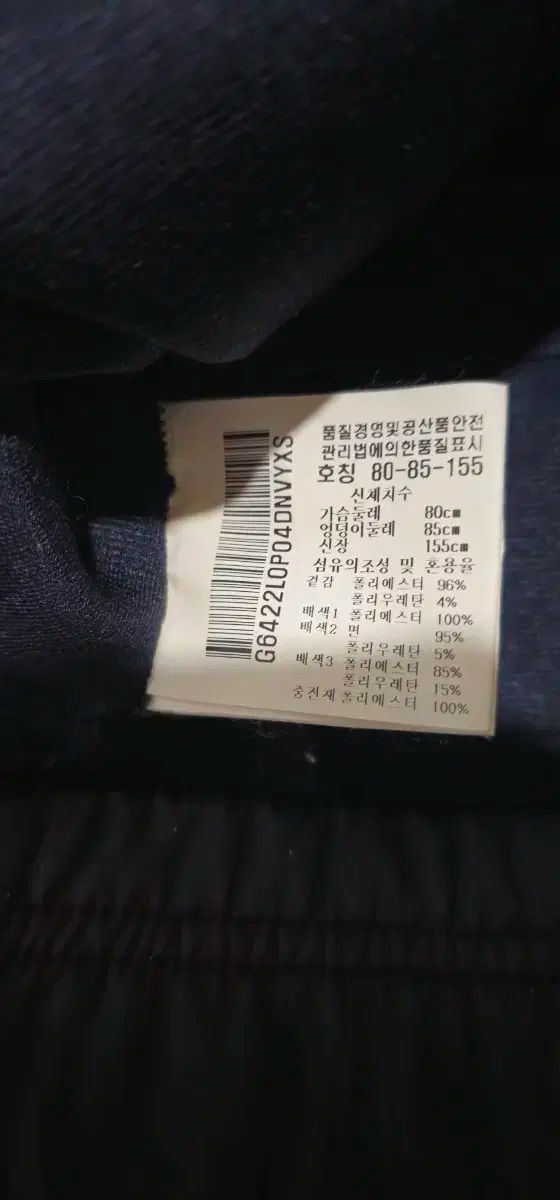 품질경영및공산품안전
관리법에의한품질표시
호칭 80-85-155
신체치수
가슴둘레 80cm
엉덩이둘레 85cm
신장 155cm
섬유의조성 및 혼용율
겉감 폴리에스터 96%
폴리우레탄 4%
배색1 폴리에스터 100%
배색2 면 95%
폴리우레탄 5%
배색3 폴리에스터 85%
폴리우레탄 15%
충전재 폴리에스터 100%
G6422LOP04DNVYXS